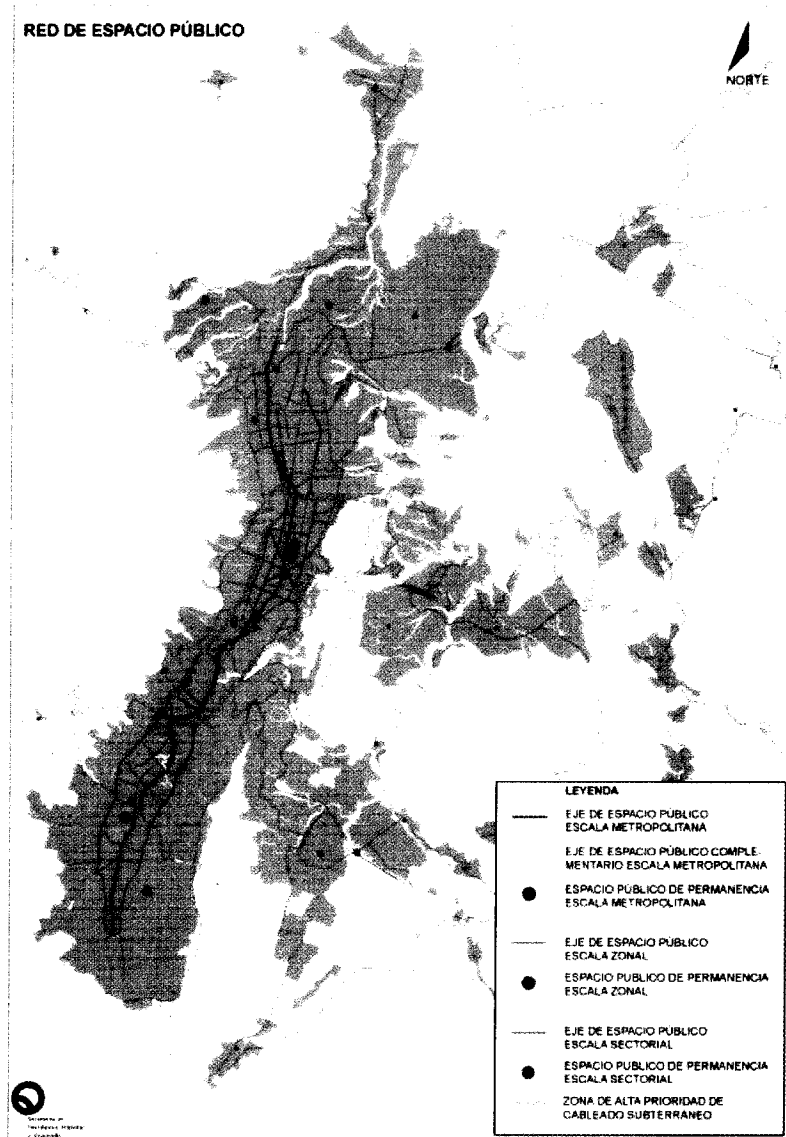 RED DE ESPACIO PÚBLICO
NORTE
LEYENDA
EJE DE ESPACIO PÚBLICO
ESCALA METROPOLITANA
EJE DE ESPACIO PÚBLICO COMPLE-
MENTARIO ESCALA METROPOLITANA
ESPACIO PÚBLICO DE PERMANENCIA
ESCALA METROPOLITANA
EJE DE ESPACIO PÚBLICO
ESCALA ZONAL
ESPACIO PUBLICO DE PERMANENCIA
ESCALA ZONAL
EJE DE ESPACIO PÚBLICO
ESCALA SECTORIAL
ESPACIO PUBLICO DE PERMANENCIA
ESCALA SECTORIAL
ZONA DE ALTA PRIORIDAD DE
CABLEADO SUBTERRÁNEO